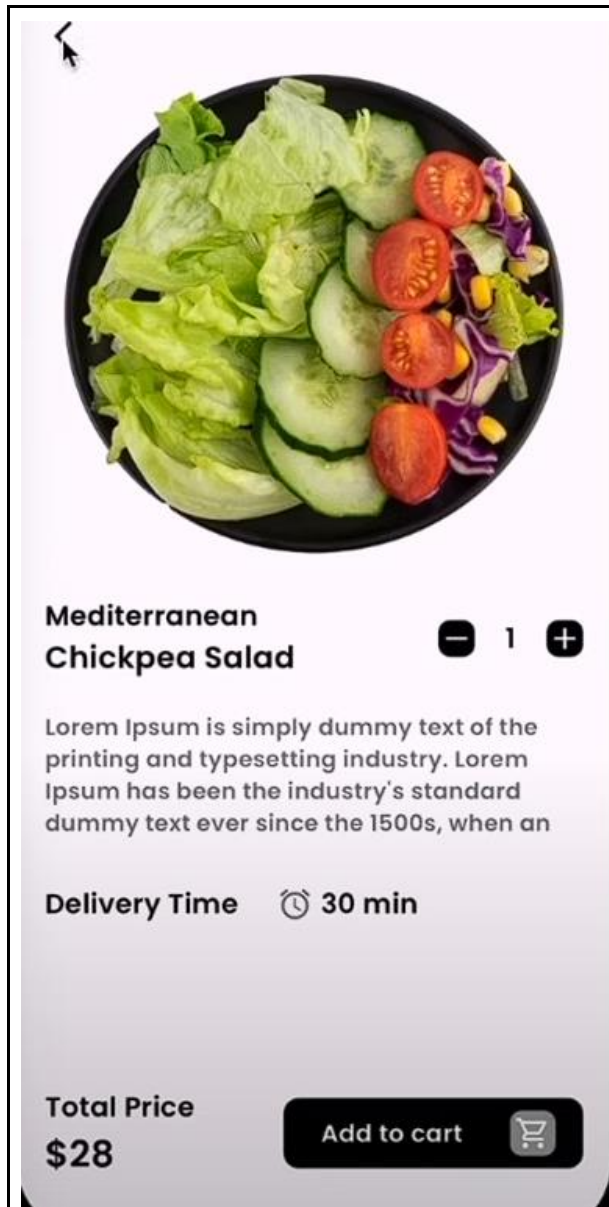 Mediterranean
Chickpea Salad
1
Lorem Ipsum is simply dummy text of the
printing and typesetting industry. Lorem
Ipsum has been the industry's standard
dummy text ever since the 1500s, when an
Delivery Time 30 min
Total Price
$28
Add to cart